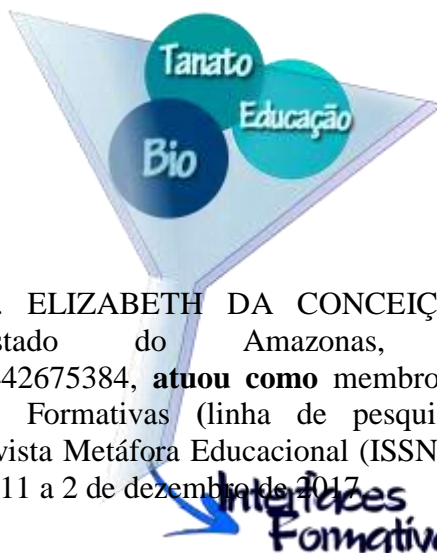 Tanato
Educação
Bio
. ELIZABETH DA CONCEIÇ
stado do Amazonas,
42675384, atuou como membro
Formativas (linha de pesqui
vista Metáfora Educacional (ISSN
11 a 2 de dezembro de 2017
Interfaces
Formativa